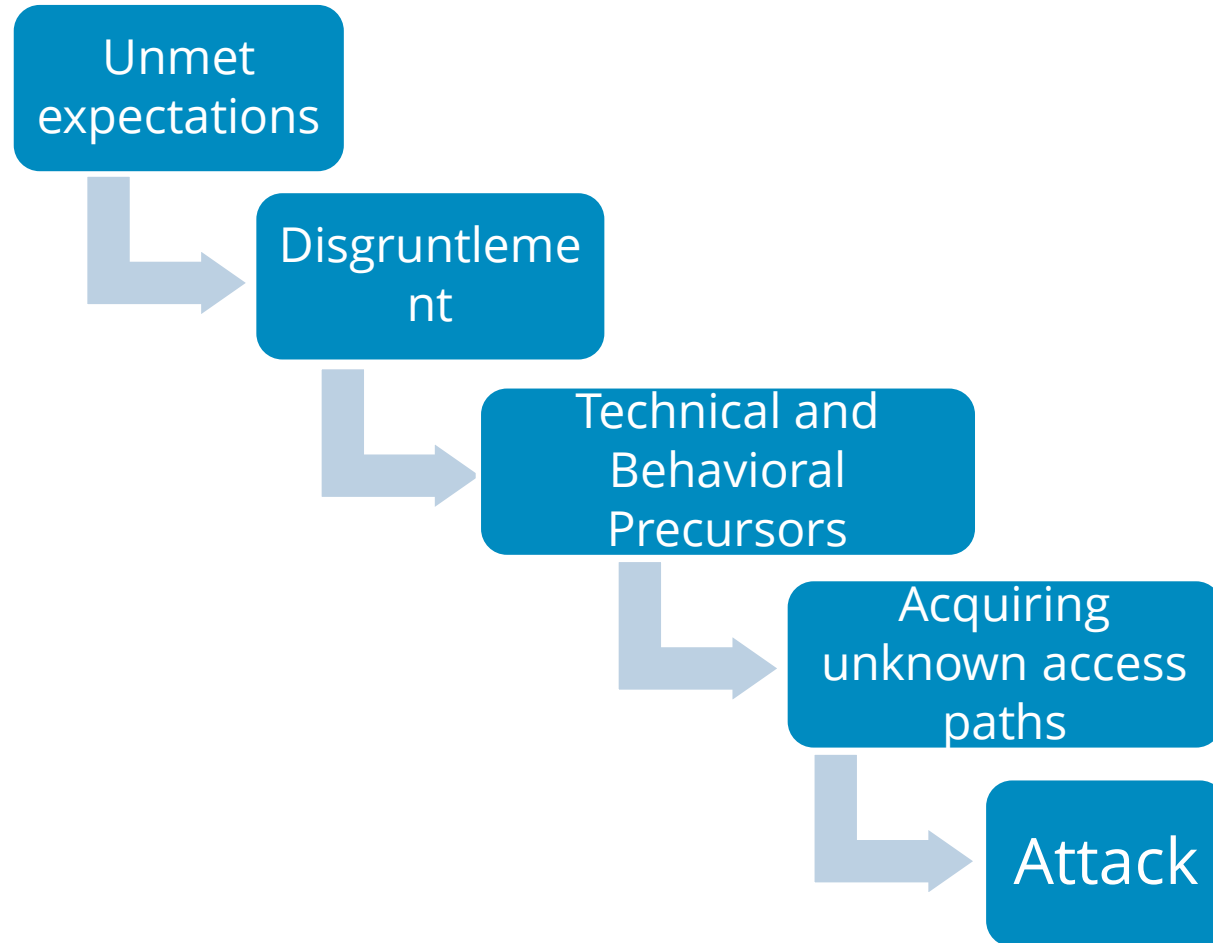 Unmet
expectations
Disgruntleme
nt
Technical and
Behavioral
Precursors
Acquiring
unknown access
paths
Attack